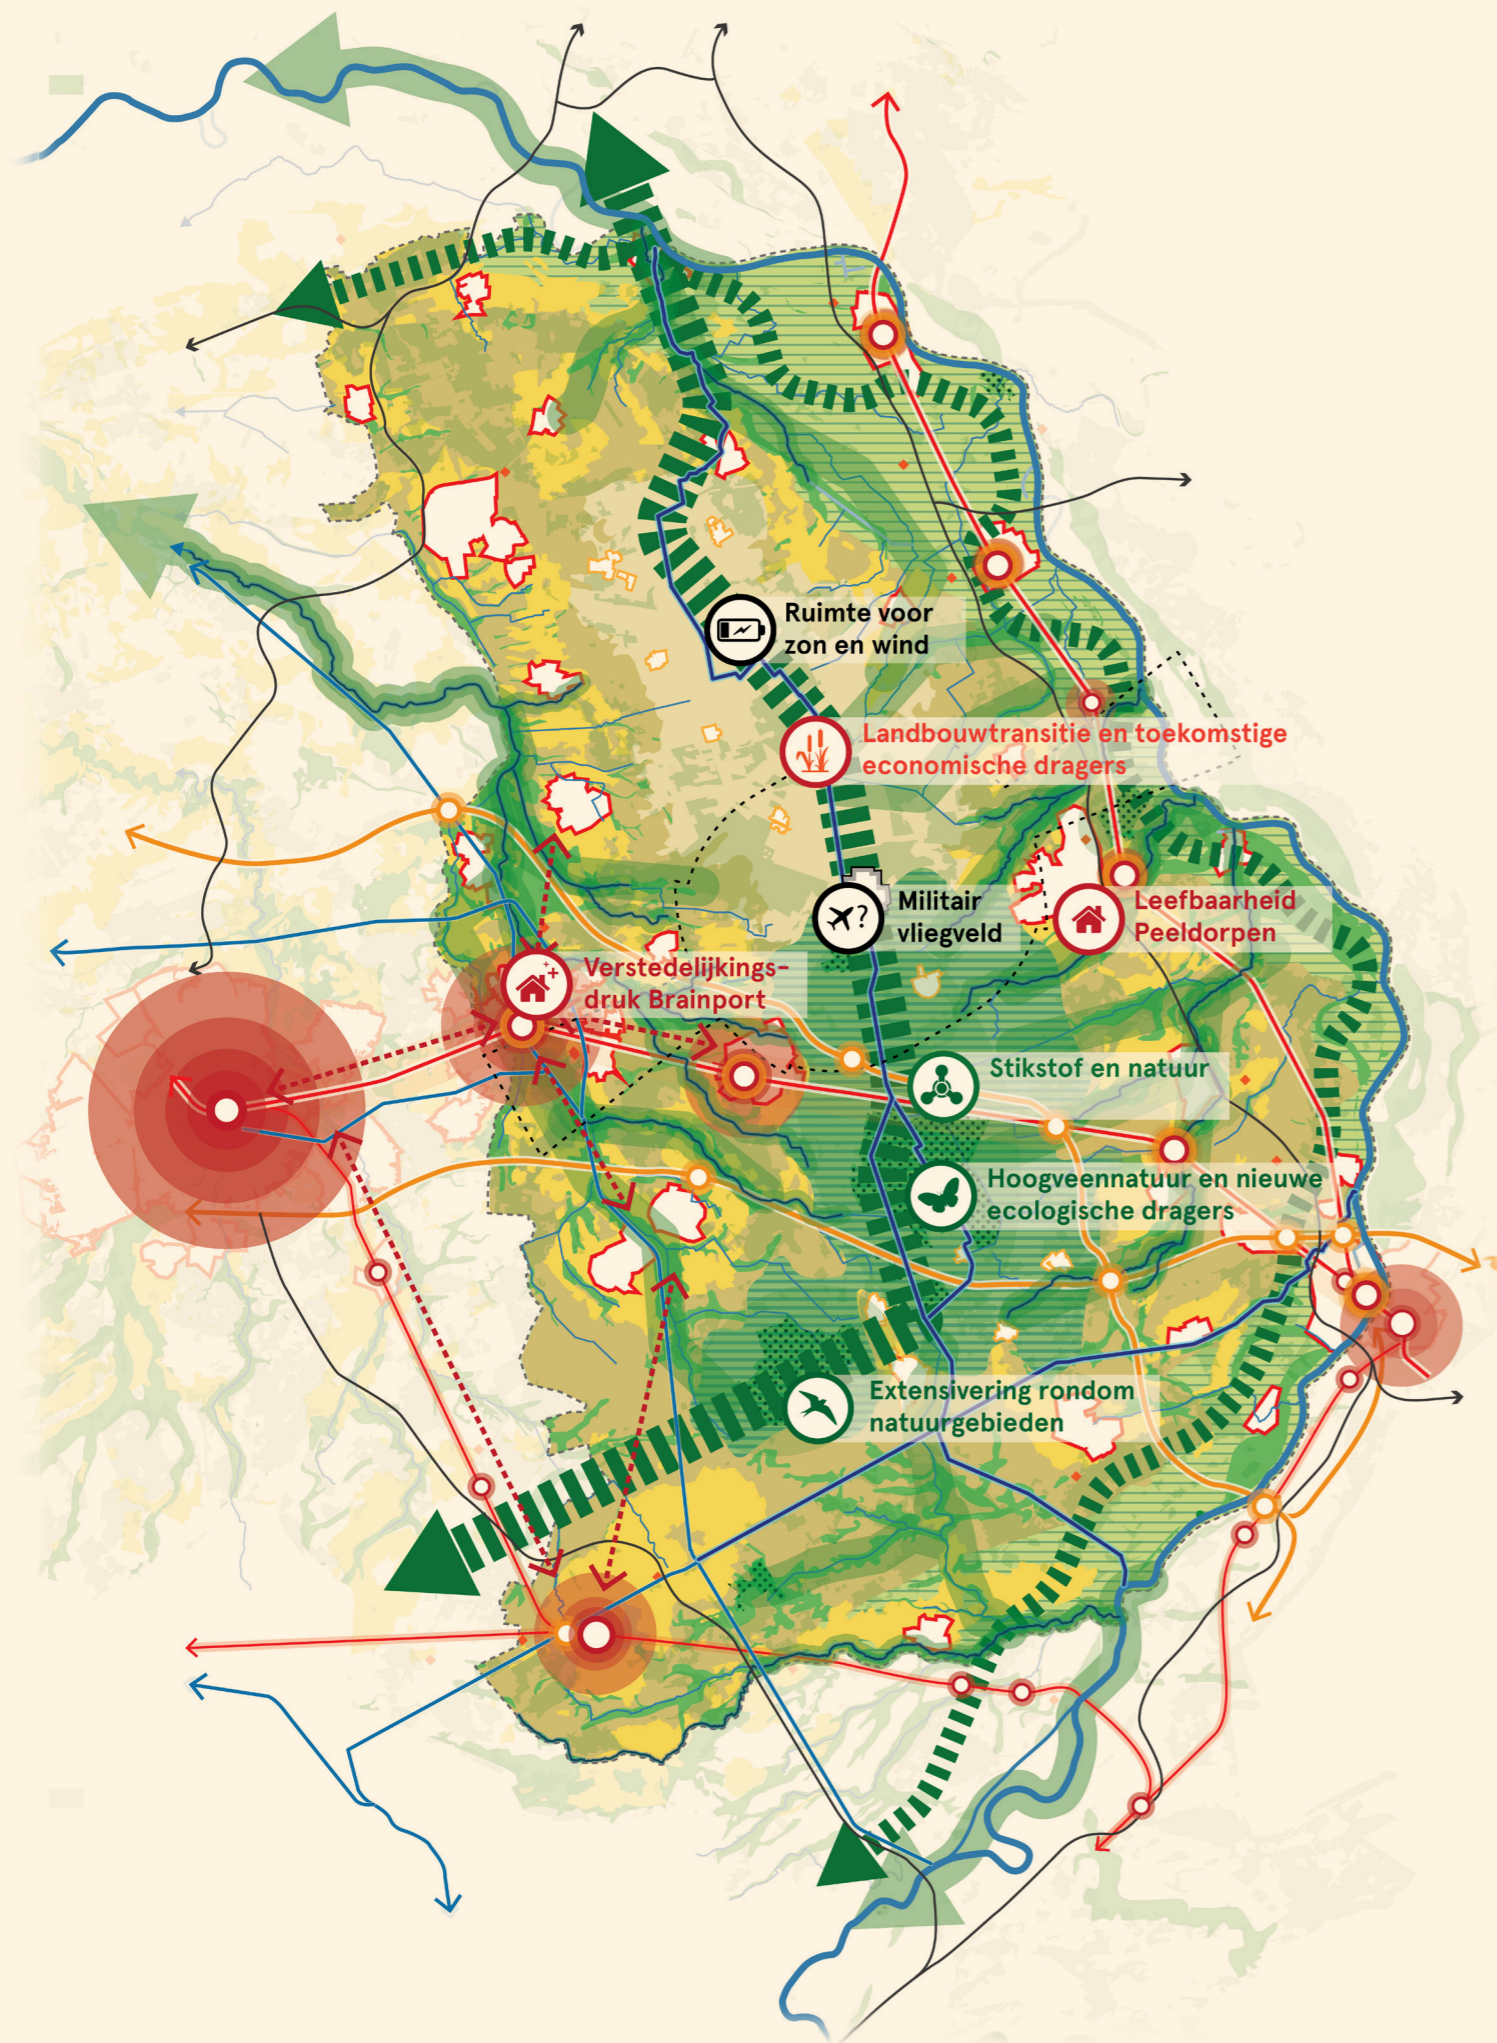 Ruimte voor
zon en wind
Landbouwtransitie en toekomstige
economische dragers
Militair
vliegveld
?
Leefbaarheid
Peeldorpen
Verstedelijkings-
druk Brainport
Stikstof en natuur
Hoogveennatuur en nieuwe
ecologische dragers
Extensivering rondom
natuurgebieden